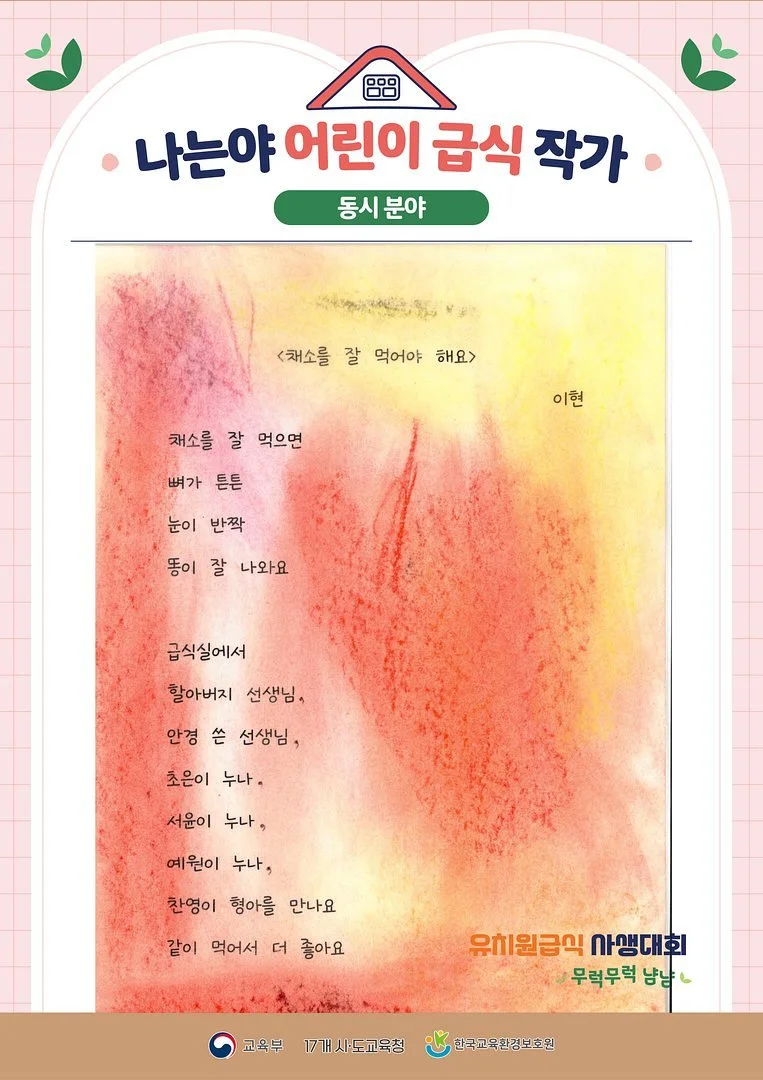 나는야 어린이 급식 작가
동시 분야
<채소를 잘 먹어야 해요>
이현
채소를 잘 먹으면
뼈가 튼튼
눈이 반짝
똥이 잘 나와요
급식실에서
할아버지 선생님,
안경 쓴 선생님,
초은이 누나,
서윤이 누나,
예원이 누나,
찬영이 형아를 만나요
같이 먹어서 더 좋아요
유치원급식 사생대회
무럭무럭 냠냠
교육부 17개 시·도교육청 한국교육환경보호원